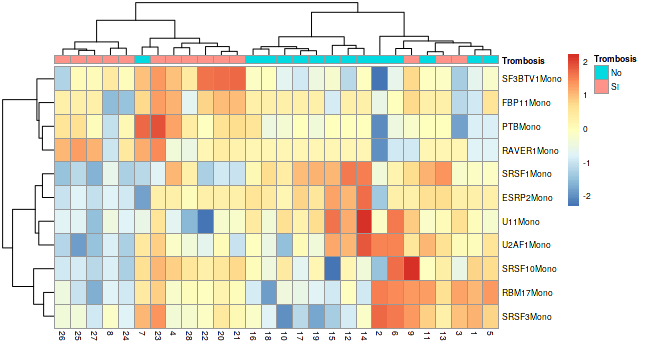 Trombosis
SF3BTV1Mono
FBP11Mono
PTBMono
RAVER1Mono
SRSF1Mono
ESRP2Mono
U11Mono
U2AF1Mono
SRSF10Mono
RBM17Mono
SRSF3Mono
26 25 27 8 24 7 23 4 28 22 20 21 16 18 10 17 19 15 12 14 2 6 9 11 13 3 1 5
2
1
0
-1
-2
Trombosis
No
SI